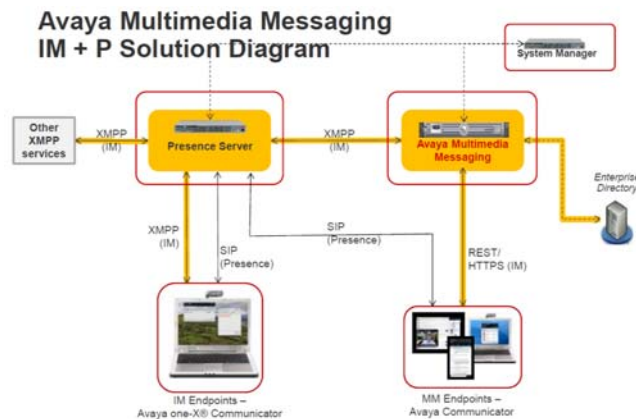 Avaya Multimedia Messaging
IM + P Solution Diagram
System Manager
Other
XMPP
services
XMPP
(IM)
Presence Server
XMPP
(IM)
Avaya Multimedia
Messaging
Enterprise
Directory
XMPP
(IM)
SIP
(Presence)
SIP
(Presence)
REST/
HTTPS (IM)
IM Endpoints –
Avaya one-X® Communicator
MM Endpoints –
Avaya Communicator